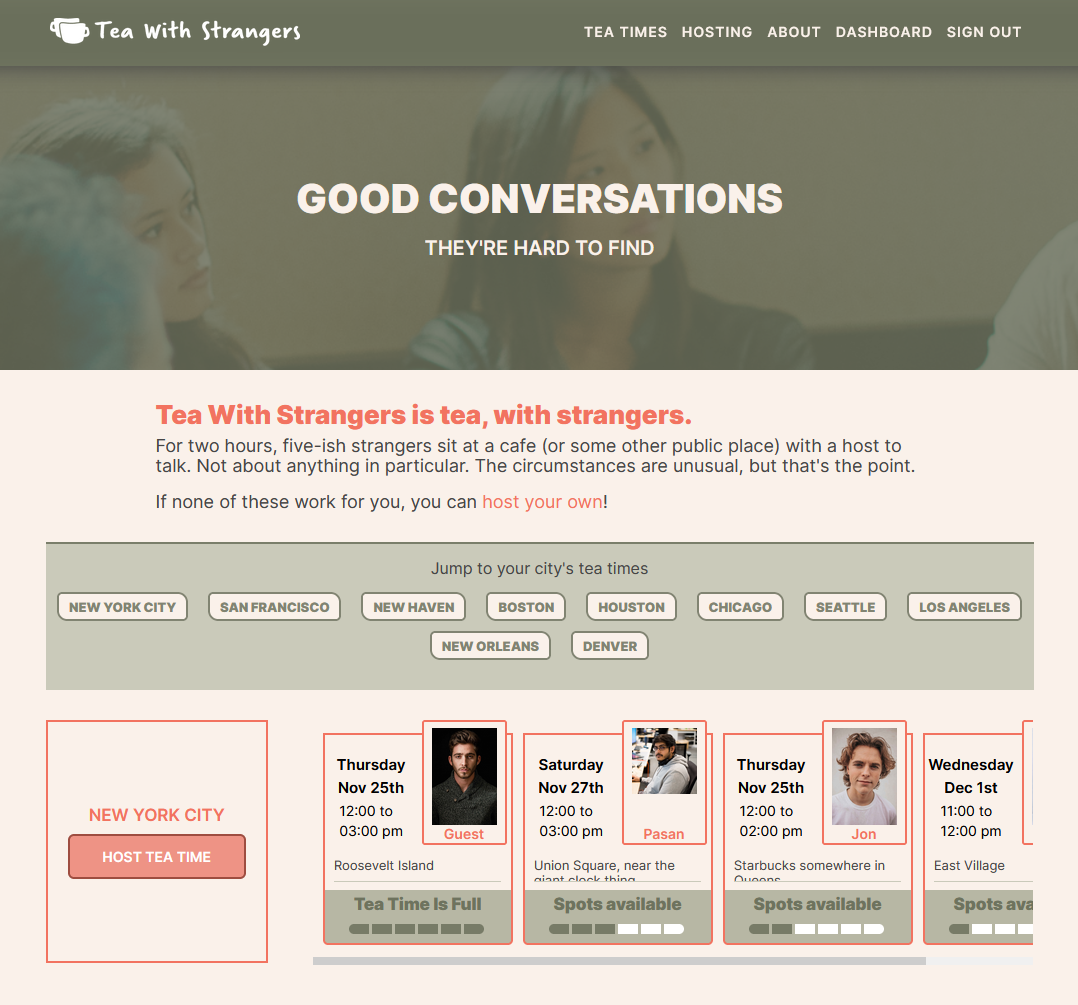 Tea With Strangers
TEA TIMES HOSTING ABOUT DASHBOARD SIGN OUT
GOOD CONVERSATIONS
THEY'RE HARD TO FIND
Tea With Strangers is tea, with strangers.
For two hours, five-ish strangers sit at a cafe (or some other public place) with a host to
talk. Not about anything in particular. The circumstances are unusual, but that's the point.
If none of these work for you, you can host your own!
Jump to your city's tea times
NEW YORK CITY SAN FRANCISCO NEW HAVEN BOSTON HOUSTON CHICAGO SEATTLE LOS ANGELES
NEW ORLEANS DENVER
NEW YORK CITY
HOST TEA TIME
Thursday
Nov 25th
12:00 to
03:00 pm
Guest
Roosevelt Island
Tea Time Is Full
Saturday
Nov 27th
12:00 to
03:00 pm
Pasan
Union Square, near the
giant clock thing
Spots available
Thursday
Nov 25th
12:00 to
02:00 pm
Jon
Starbucks somewhere in
Queens
Spots available
Wednesday
Dec 1st
11:00 to
12:00 pm
East Village
Spots ava